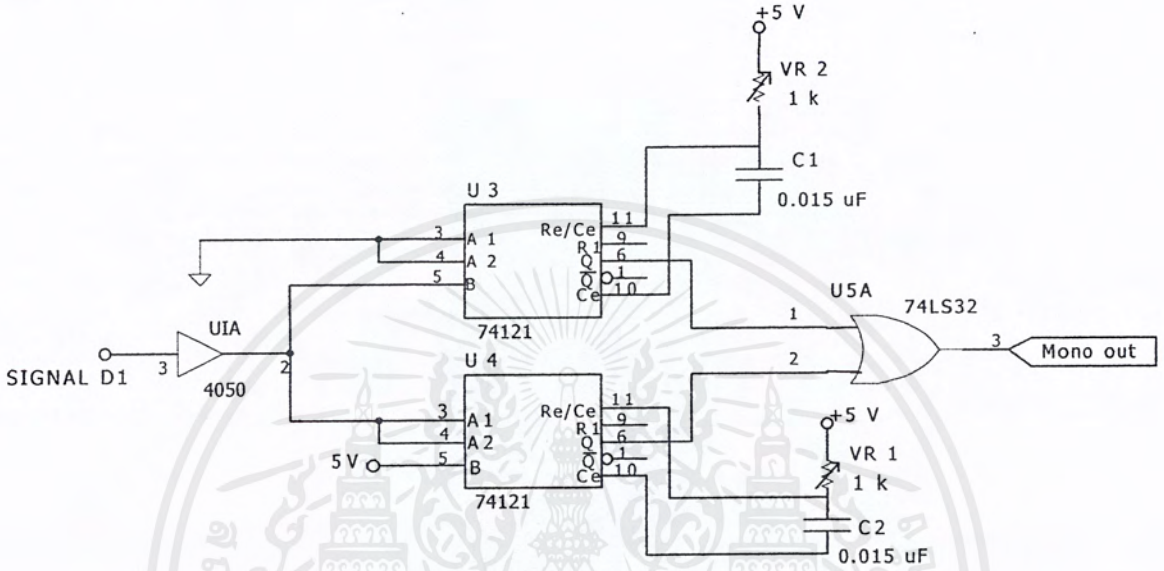 +5 V
VR 2
1 k
C1
0.015 uF
U 3
3 A 1
4 A 2
5 B
Re/Ce 11
R1 9
Q 6
Q 1
Ce 10
74121
SIGNAL D1
3
UIA
2
4050
U 4
3 A 1
4 A 2
5 V
5 B
Re/Ce 11
R1 9
Q 6
Q 1
Ce 10
74121
U5A
74LS32
1
2
3
Mono out
+5 V
VR 1
1 k
C2
0.015 uF